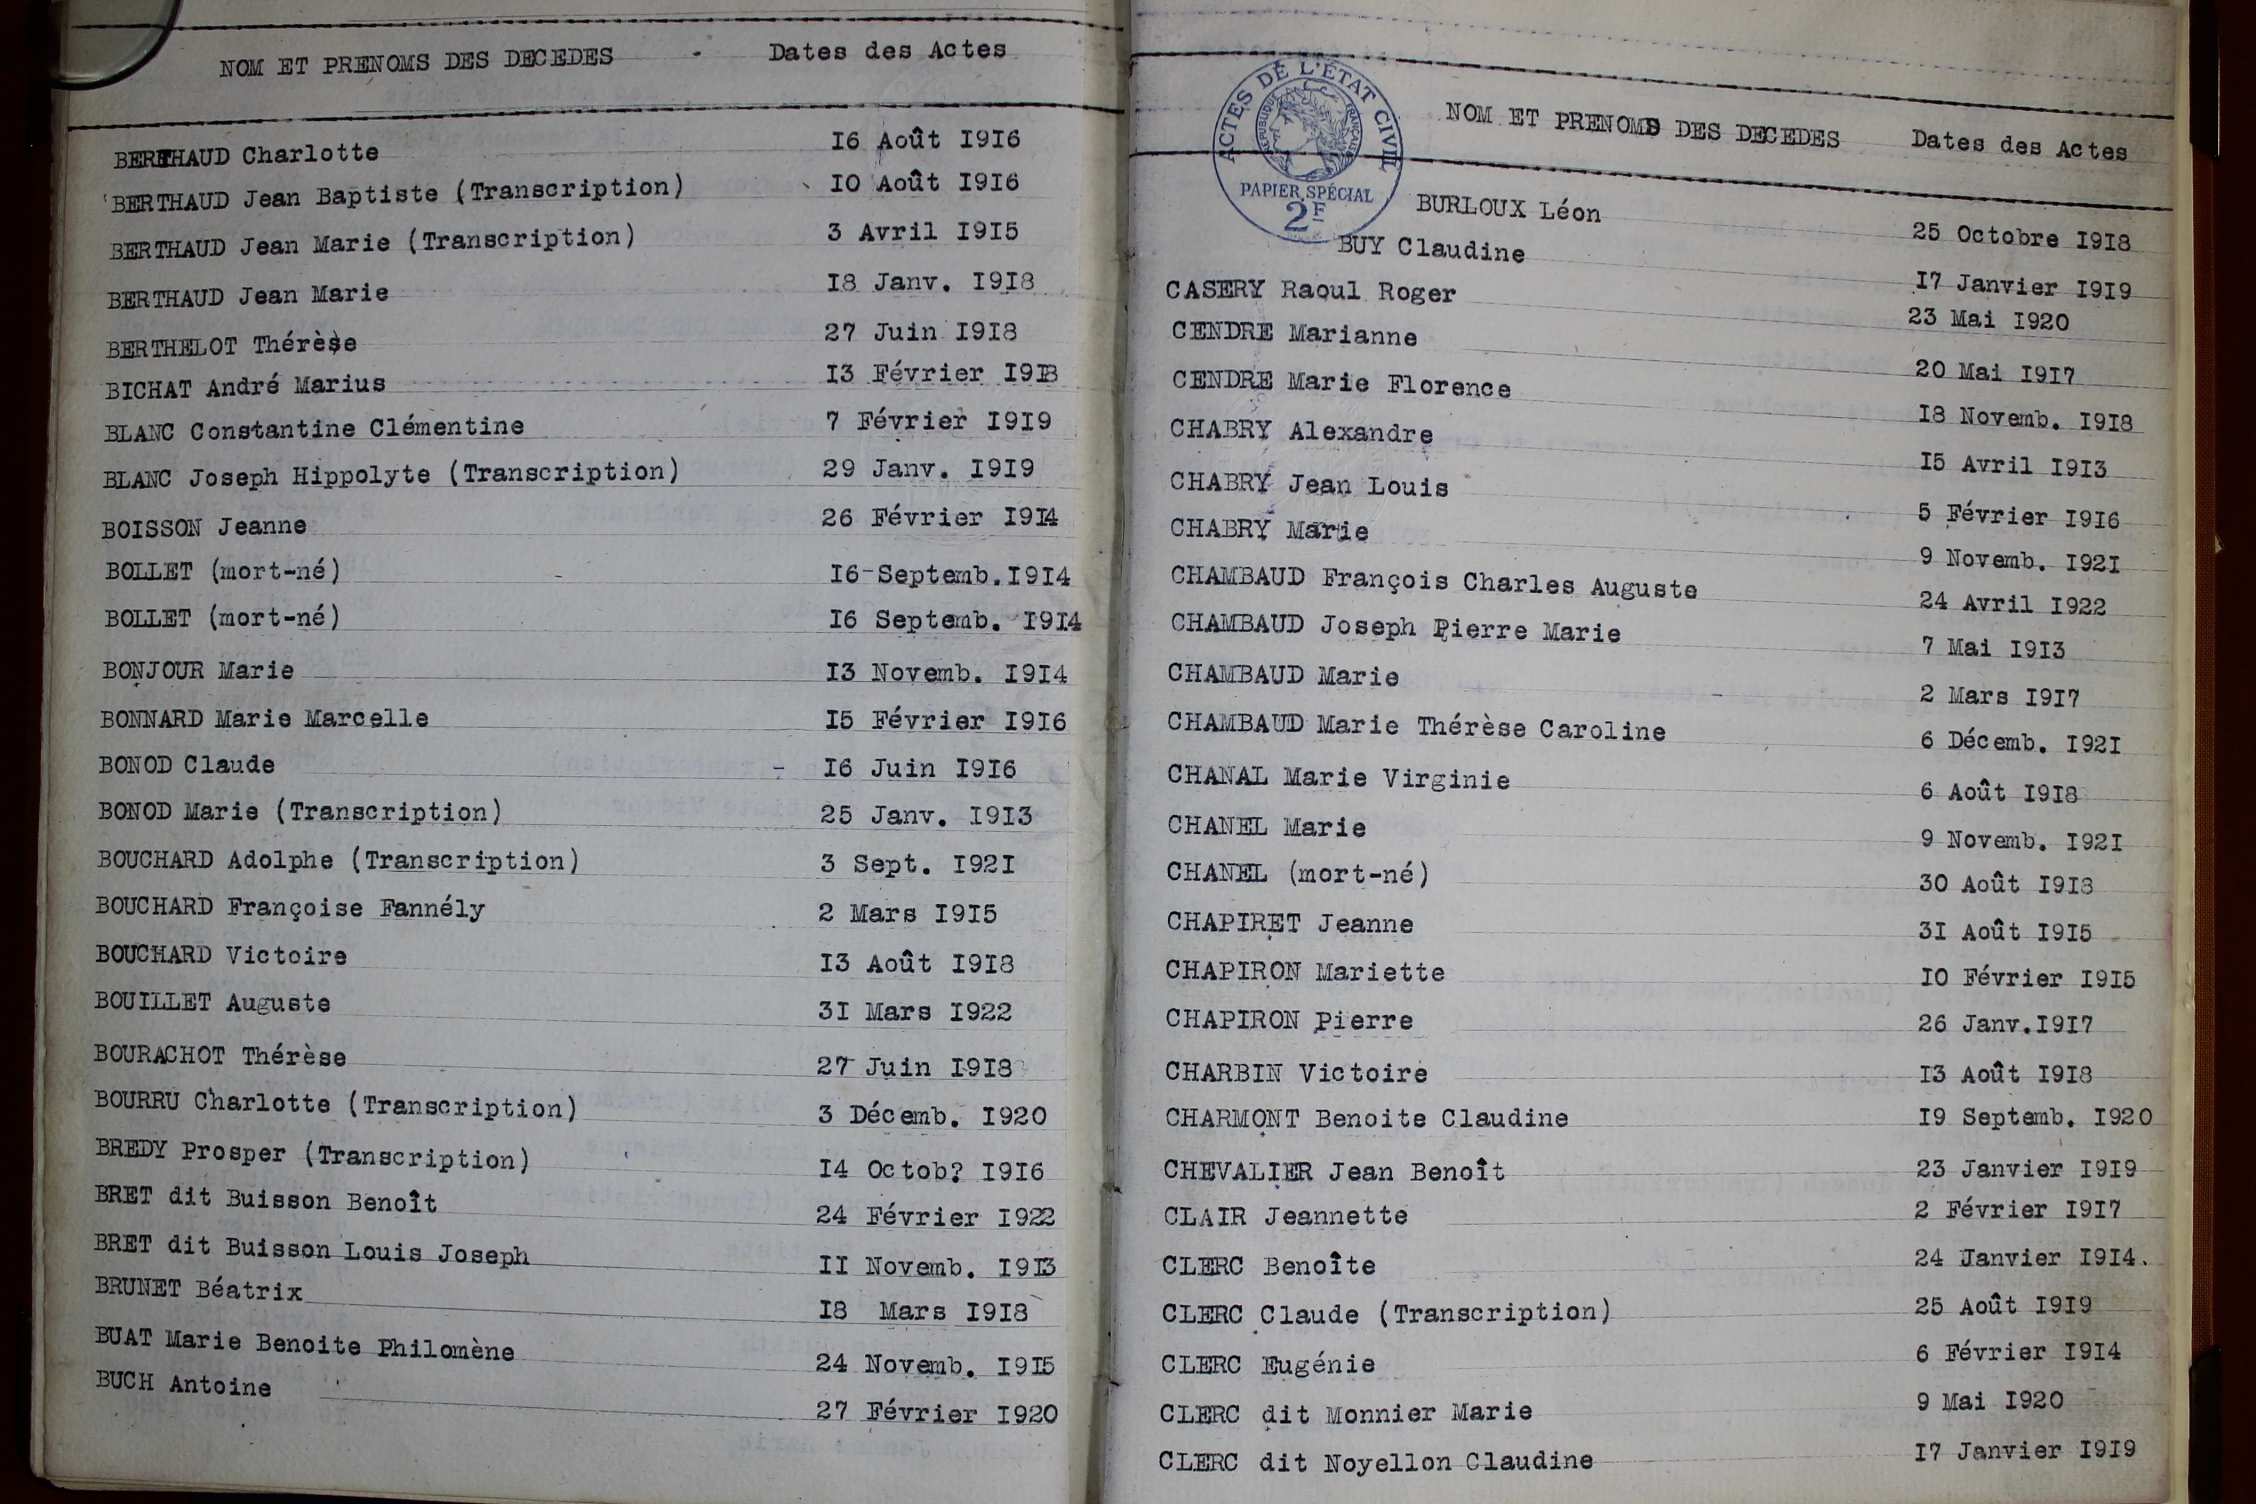 NOM ET PRENOMS DES DECEDES - Dates des Actes
BERTHAUD Charlotte 16 Août 1916
BERTHAUD Jean Baptiste (Transcription) 10 Août 1916
BERTHAUD Jean Marie (Transcription) 3 Avril 1915
BERTHAUD Jean Marie 18 Janv. 1918
BERTHELOT Thérèse 27 Juin 1918
BICHAT André Marius 13 Février
BLANC Constantine Clémentine 7 Février 1919
BLANC Joseph Hippolyte (Transcription) 29 Janv. 1919
BOISSON Jeanne 26 Février 1914
BOLLET (mort-né) 16 Septemb. 1914
BOLLET (mort-né) 16 Septemb. 1914
BONJOUR Marie 13 Novemb. 1914
BONNARD Marie Marcelle 15 Février 1916
BONOD Claude - 16 Juin 1916
BONOD Marie (Transcription) 25 Janv. 1913
BOUCHARD Adolphe (Transcription) 3 Sept. 1921
BOUCHARD Françoise Fannély 2 Mars 1915
BOUCHARD Victoire 13 Août 1918
BOUILLET Auguste 31 Mars 1922
BOURACHOT Thérèse 27 Juin 1918
BOURRU Charlotte (Transcription) 3 Décemb. 1920
BREDY Prosper (Transcription) 14 Octob? 1916
BRET dit Buisson Benoît 24 Février 1922
BRET dit Buisson Louis Joseph 11 Novemb. 1913
BRUNET Béatrix 18 Mars 1918
BUAT Marie Benoite Philomène 24 Novemb. 1915
BUCH Antoine 27 Février 1920
ACTES DE L'ÉTAT CIVIL
RÉPUBLIQUE FRANÇAISE
PAPIER SPÉCIAL
2F
NOM ET PRENOMS DES DECEDES Dates des Actes
BURLOUX Léon 25 Octobre 1918
BUY Claudine 17 Janvier 1919
CASERY Raoul Roger 23 Mai 1920
CENDRE Marianne 20 Mai 1917
CENDRE Marie Florence 18 Novemb. 1918
CHABRY Alexandre 15 Avril 1913
CHABRY Jean Louis 5 Février 1916
CHABRY Marie 9 Novemb. 1921
CHAMBAUD François Charles Auguste 24 Avril 1922
CHAMBAUD Joseph Pierre Marie 7 Mai 1913
CHAMBAUD Marie 2 Mars 1917
CHAMBAUD Marie Thérèse Caroline 6 Décemb. 1921
CHANAL Marie Virginie 6 Août 1918
CHANEL Marie 9 Novemb. 1921
CHANEL (mort-né) 30 Août 1918
CHAPIRET Jeanne 31 Août 1915
CHAPIRON Mariette 10 Février 1915
CHAPIRON Pierre 26 Janv. 1917
CHARBIN Victoire 13 Août 1918
CHARMONT Benoite Claudine 19 Septemb. 1920
CHEVALIER Jean Benoît 23 Janvier 1919
CLAIR Jeannette 2 Février 1917
CLERC Benoîte 24 Janvier 1914.
CLERC Claude (Transcription) 25 Août 1919
CLERC Eugénie 6 Février 1914
CLERC dit Monnier Marie 9 Mai 1920
CLERC dit Noyellon Claudine 17 Janvier 1919